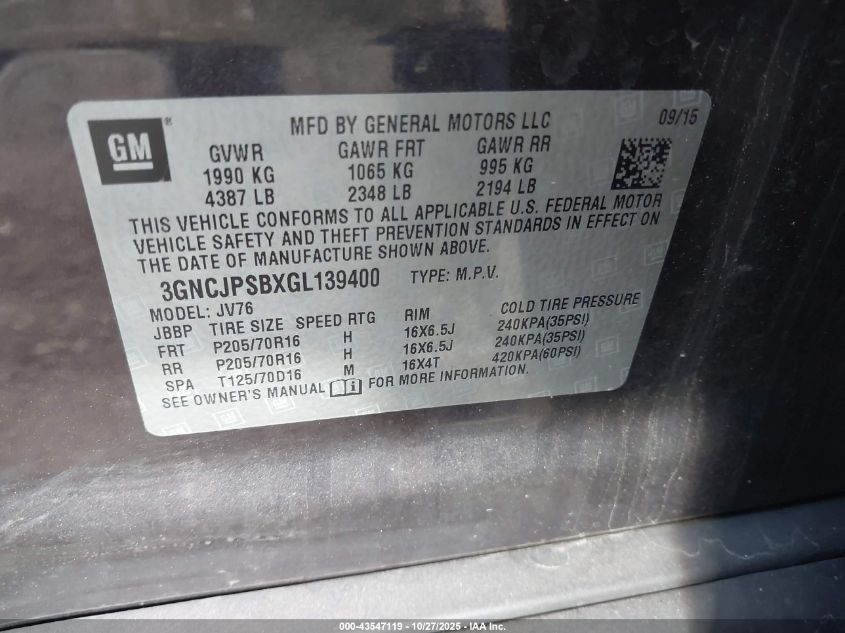 GM® MFD BY GENERAL MOTORS LLC 09/15
GVWR GAWR FRT GAWR RR
1990 KG 1065 KG 995 KG
4387 LB 2348 LB 2194 LB
THIS VEHICLE CONFORMS TO ALL APPLICABLE U.S. FEDERAL MOTOR
VEHICLE SAFETY AND THEFT PREVENTION STANDARDS IN EFFECT ON
THE DATE OF MANUFACTURE SHOWN ABOVE.
3GNCJPSBXGL139400 TYPE: M.P.V.
MODEL: JV76
JBBP TIRE SIZE SPEED RTG RIM COLD TIRE PRESSURE
FRT P205/70R16 H 16X6.5J 240KPA(35PSI)
RR P205/70R16 H 16X6.5J 240KPA(35PSI)
SPA T125/70D16 M 16X4T 420KPA(60PSI)
SEE OWNER'S MANUAL FOR MORE INFORMATION.
000-43547119 | 10/27/2025 - IAA Inc.